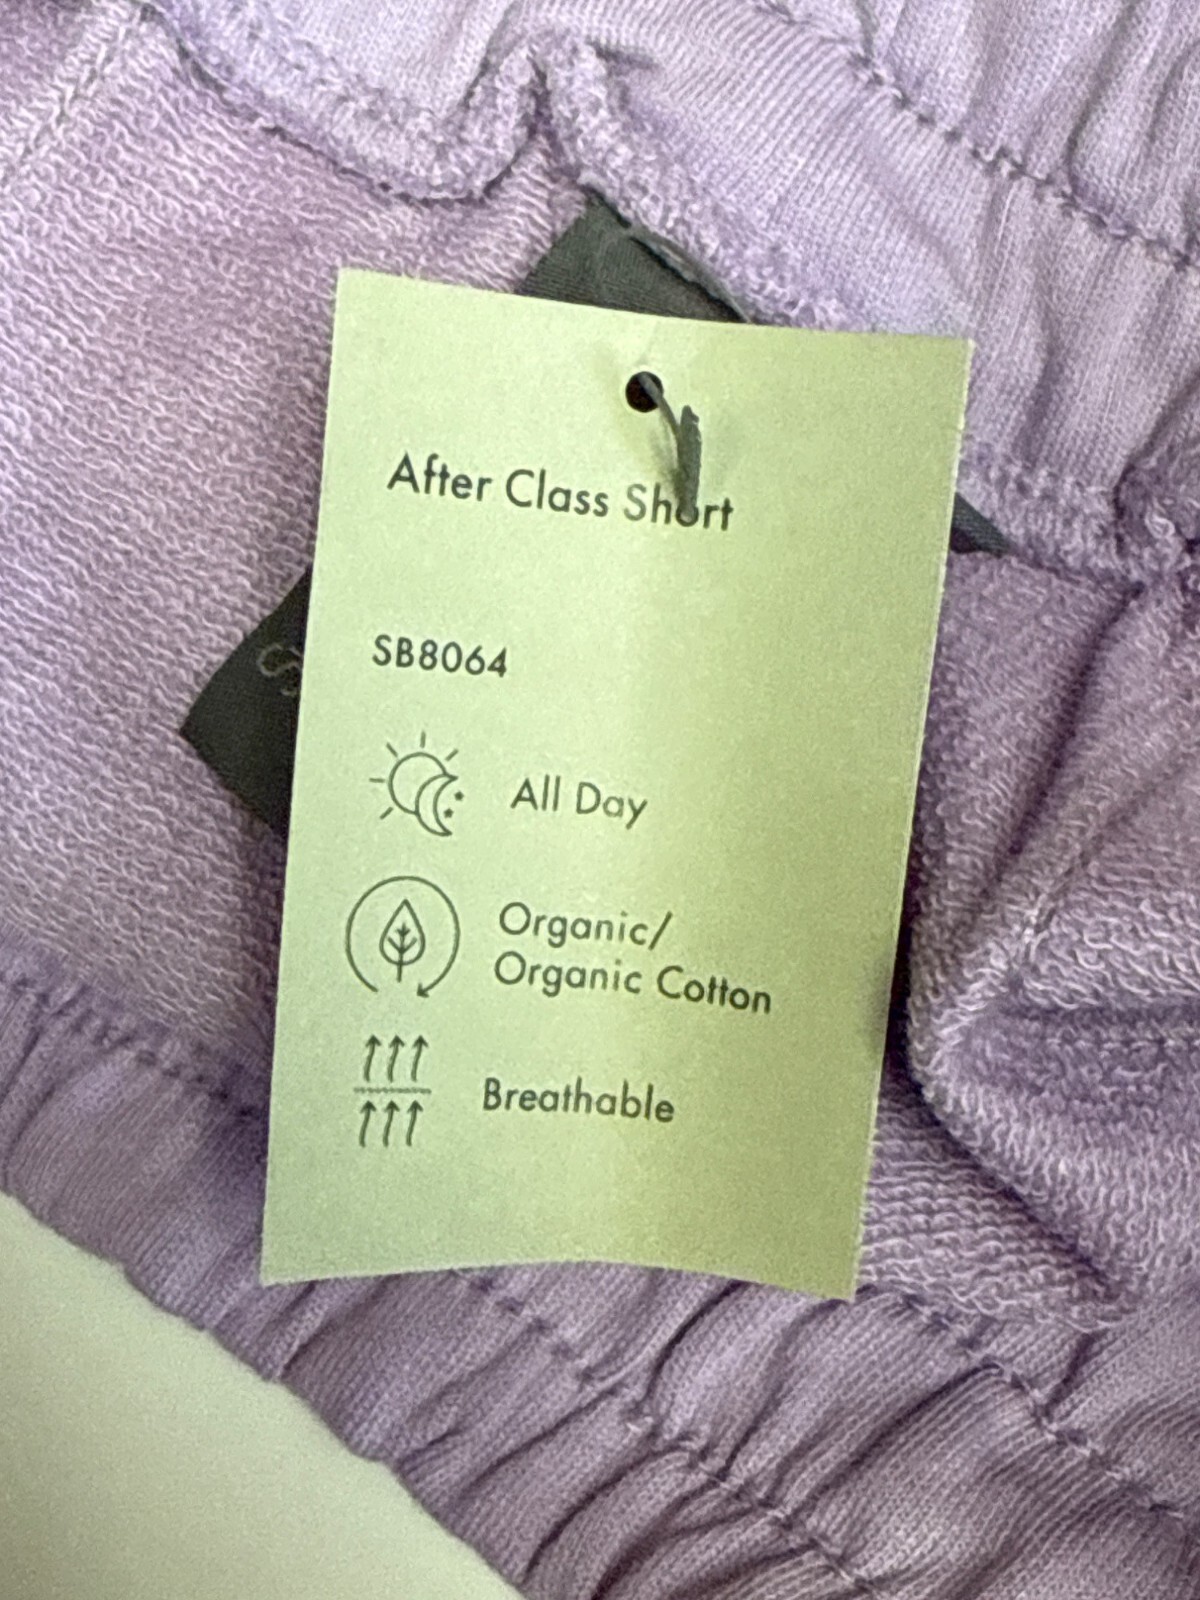 After Class Short
SB8064
All Day
Organic/
Organic Cotton
Breathable